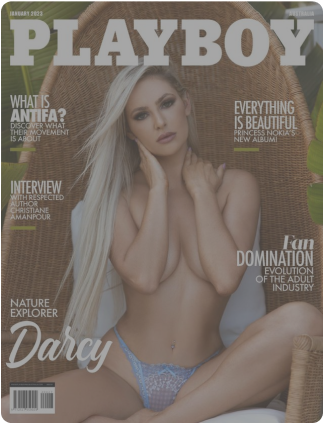 JANUARY 2023
PLAYBOY
WHAT IS
ANTIFA?
DISCOVER WHAT
THEIR MOVEMENT
IS ABOUT
EVERYTHING
IS BEAUTIFUL
PRINCESS NOKIA'S
NEW ALBUM!
INTERVIEW
WITH RESPECTED
AUTHOR
CHRISTIANE
AMANPOUR
Fan
DOMINATION
EVOLUTION
OF THE ADULT
INDUSTRY
NATURE
EXPLORER
Darcy